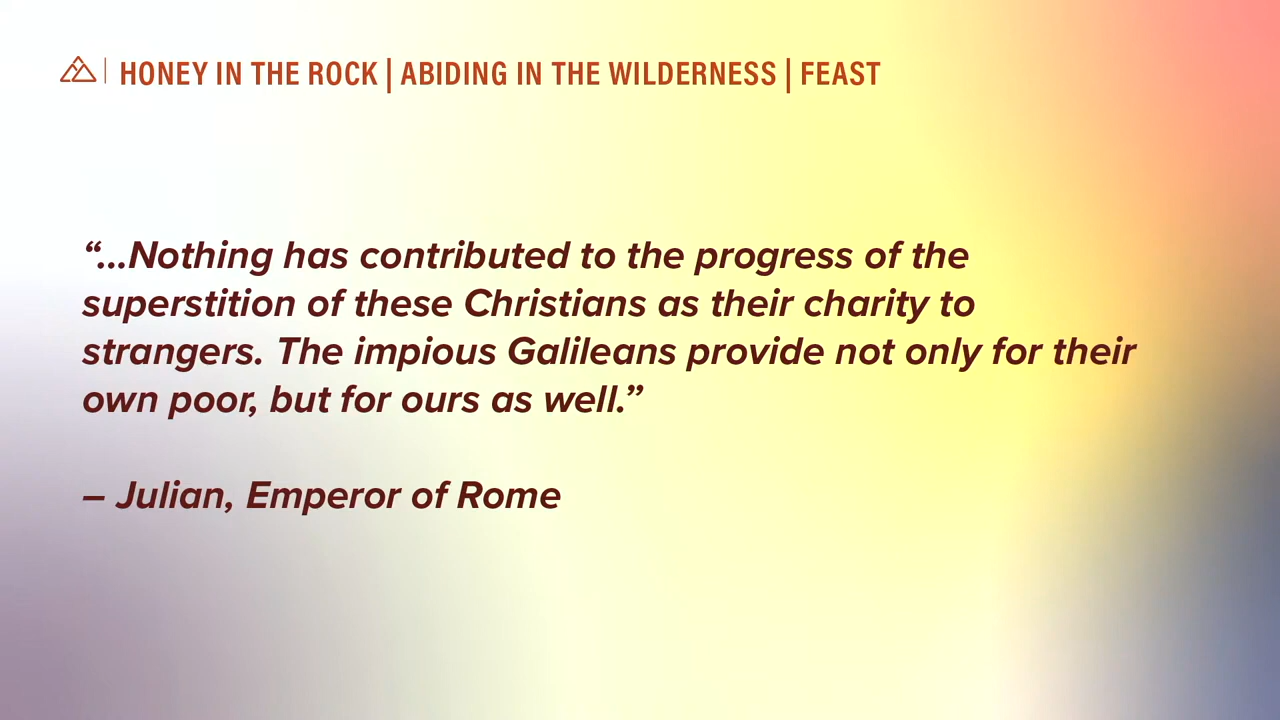 HONEY IN THE ROCK | ABIDING IN THE WILDERNESS | FEAST
“...Nothing has contributed to the progress of the
superstition of these Christians as their charity to
strangers. The impious Galileans provide not only for their
own poor, but for ours as well.”
– Julian, Emperor of Rome